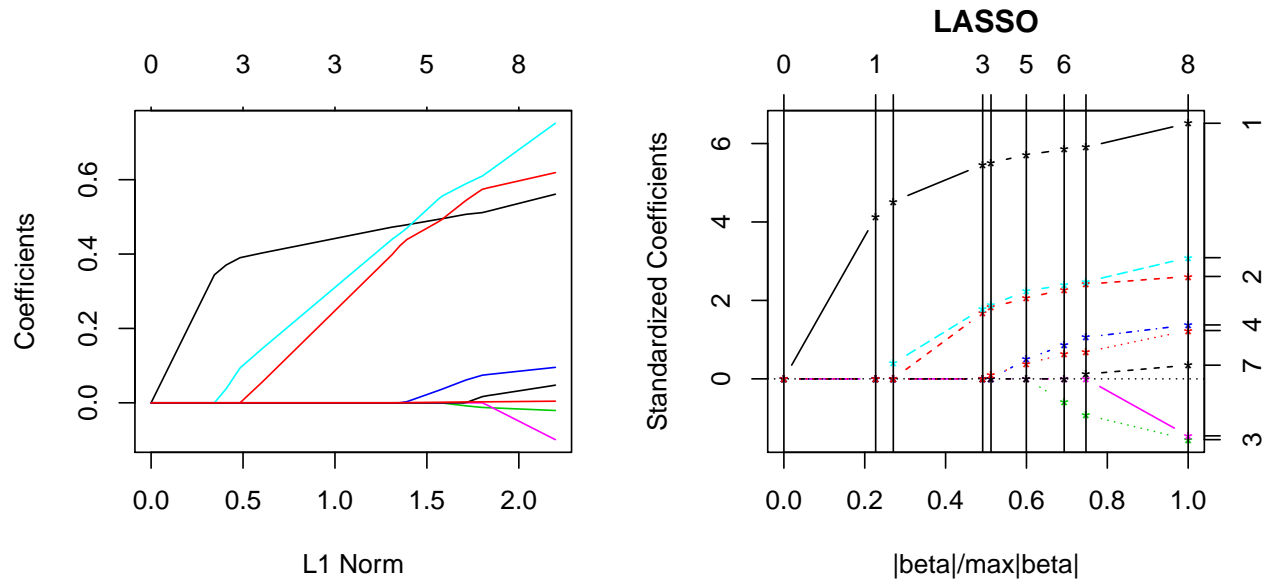 0 3 3 5 8
Coefficients
0.0 0.2 0.4 0.6
0.0 0.5 1.0 1.5 2.0
L1 Norm
LASSO
0 1 3 5 6 8
Standardized Coefficients
0 2 4 6
1
2
4
7
3
0.0 0.2 0.4 0.6 0.8 1.0
|beta|/max|beta|